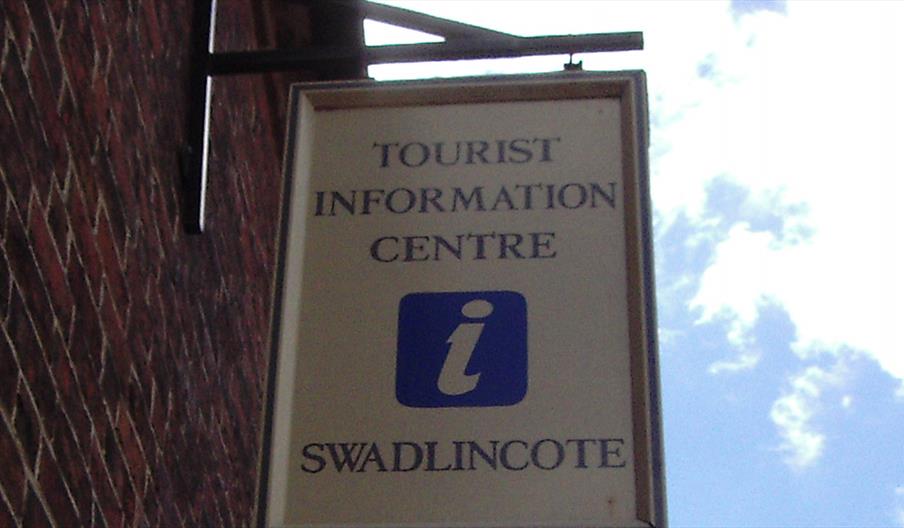 TOURIST
INFORMATION
CENTRE
i
SWADLINCOTE